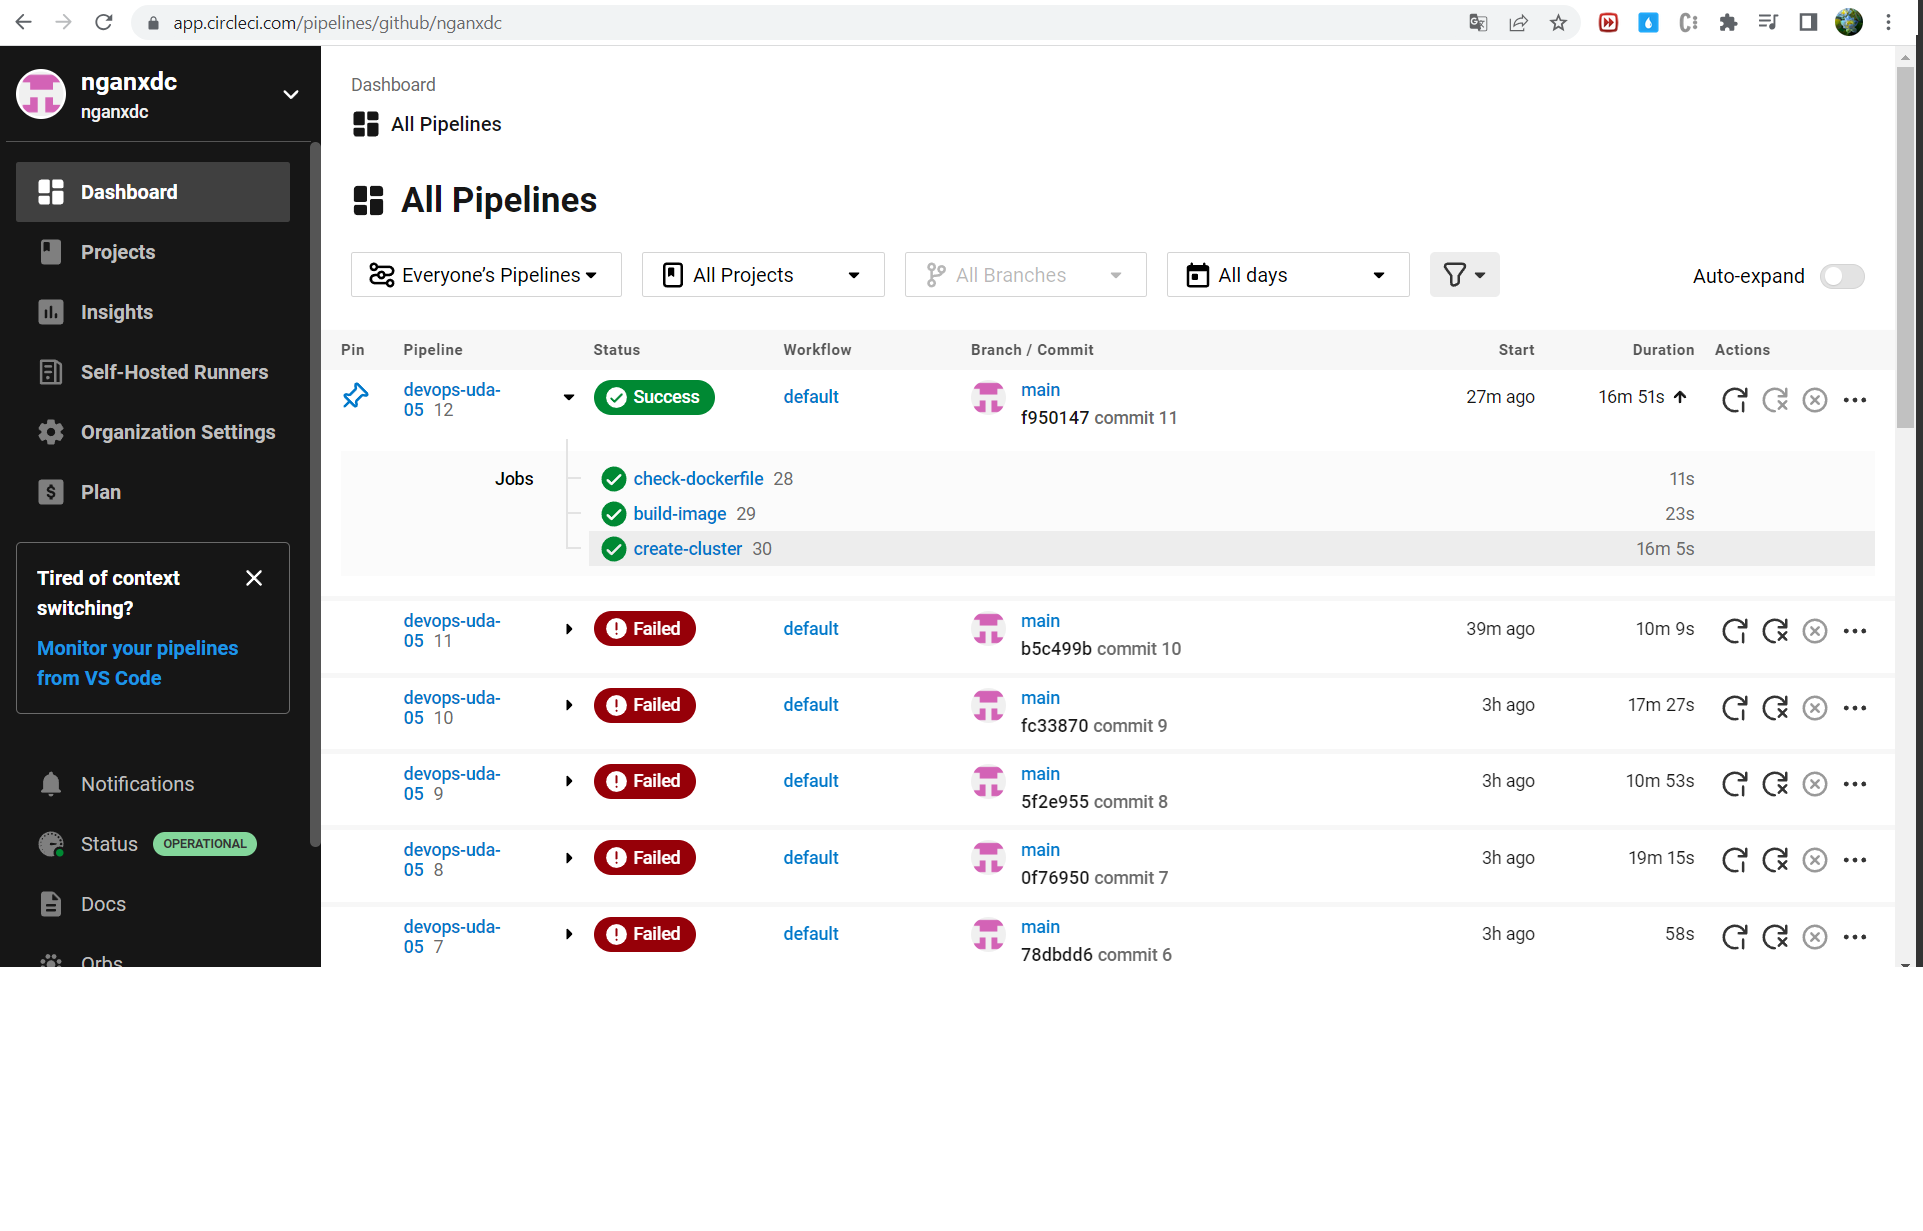 app.circleci.com/pipelines/github/nganxdc
nganxdc
nganxdc
Dashboard
Projects
Insights
Self-Hosted Runners
Organization Settings
Plan
Tired of context
switching?
Monitor your pipelines
from VS Code
Notifications
Status OPERATIONAL
Docs
Orbs
Dashboard
All Pipelines
All Pipelines
Everyone's Pipelines All Projects All Branches All days Auto-expand
Pin Pipeline Status Workflow Branch / Commit Start Duration Actions
devops-uda-
05 12 Success default main
f950147 commit 11 27m ago 16m 51s
Jobs
check-dockerfile 28 11s
build-image 29 23s
create-cluster 30 16m 5s
devops-uda-
05 11 Failed default main
b5c499b commit 10 39m ago 10m 9s
devops-uda-
05 10 Failed default main
fc33870 commit 9 3h ago 17m 27s
devops-uda-
05 9 Failed default main
5f2e955 commit 8 3h ago 10m 53s
devops-uda-
05 8 Failed default main
0f76950 commit 7 3h ago 19m 15s
devops-uda-
05 7 Failed default main
78dbdd6 commit 6 3h ago 58s